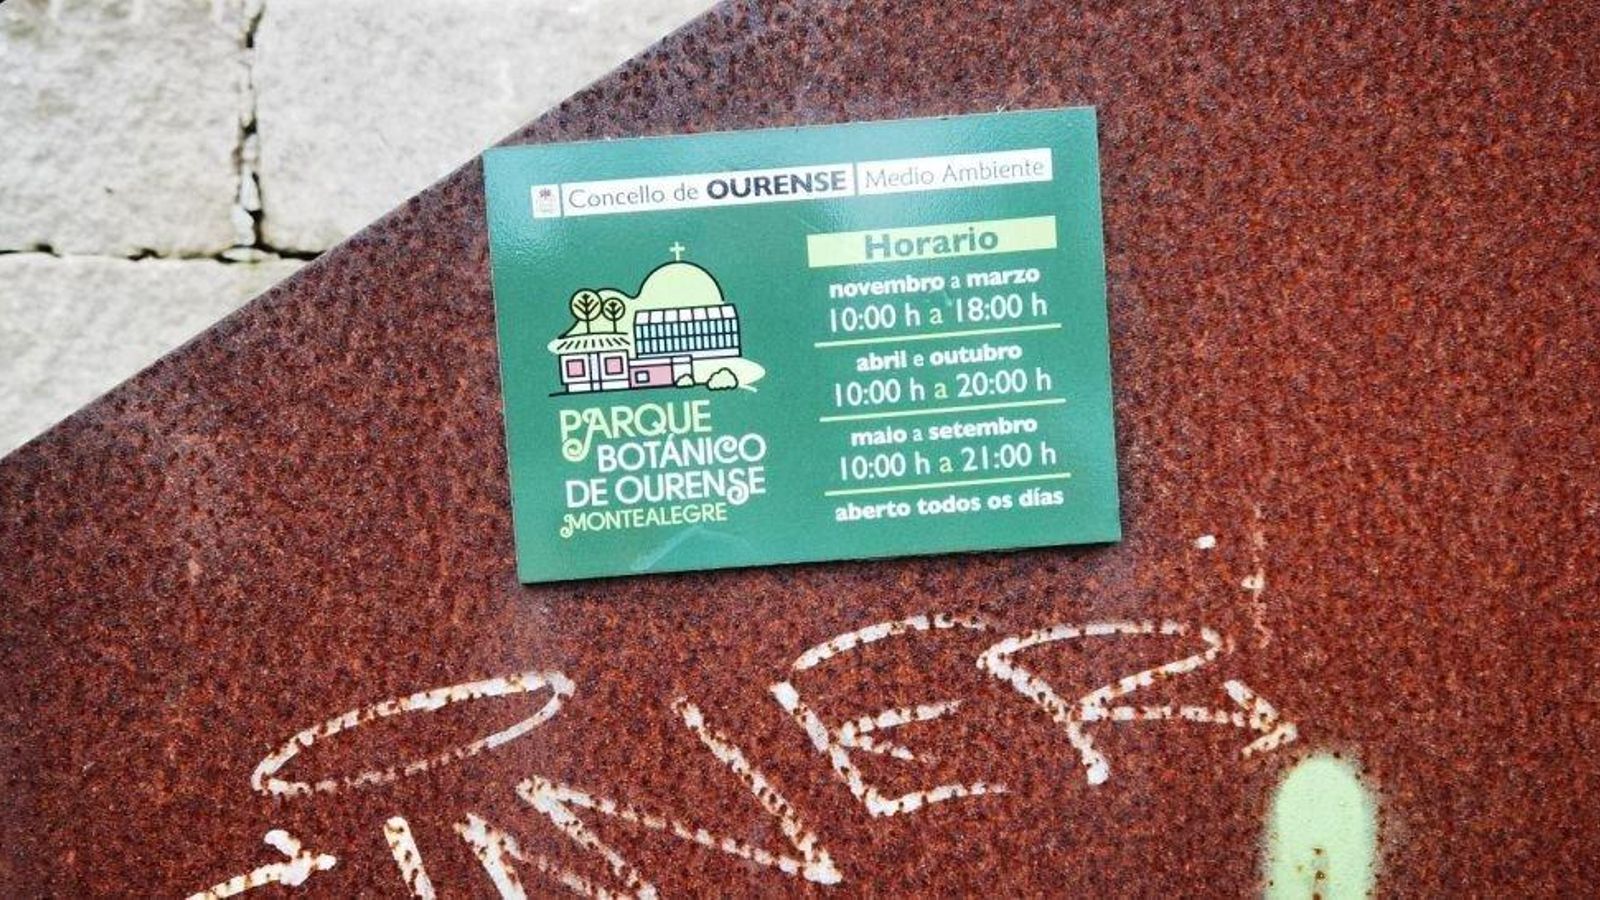 Concello de OURENSE Medio Ambiente
PARQUE
BOTÁNICO
DE OURENSE
MONTEALEGRE
Horario
novembro a marzo
10:00 h a 18:00 h
abril e outubro
10:00 h a 20:00 h
maio a setembro
10:00 h a 21:00 h
aberto todos os días